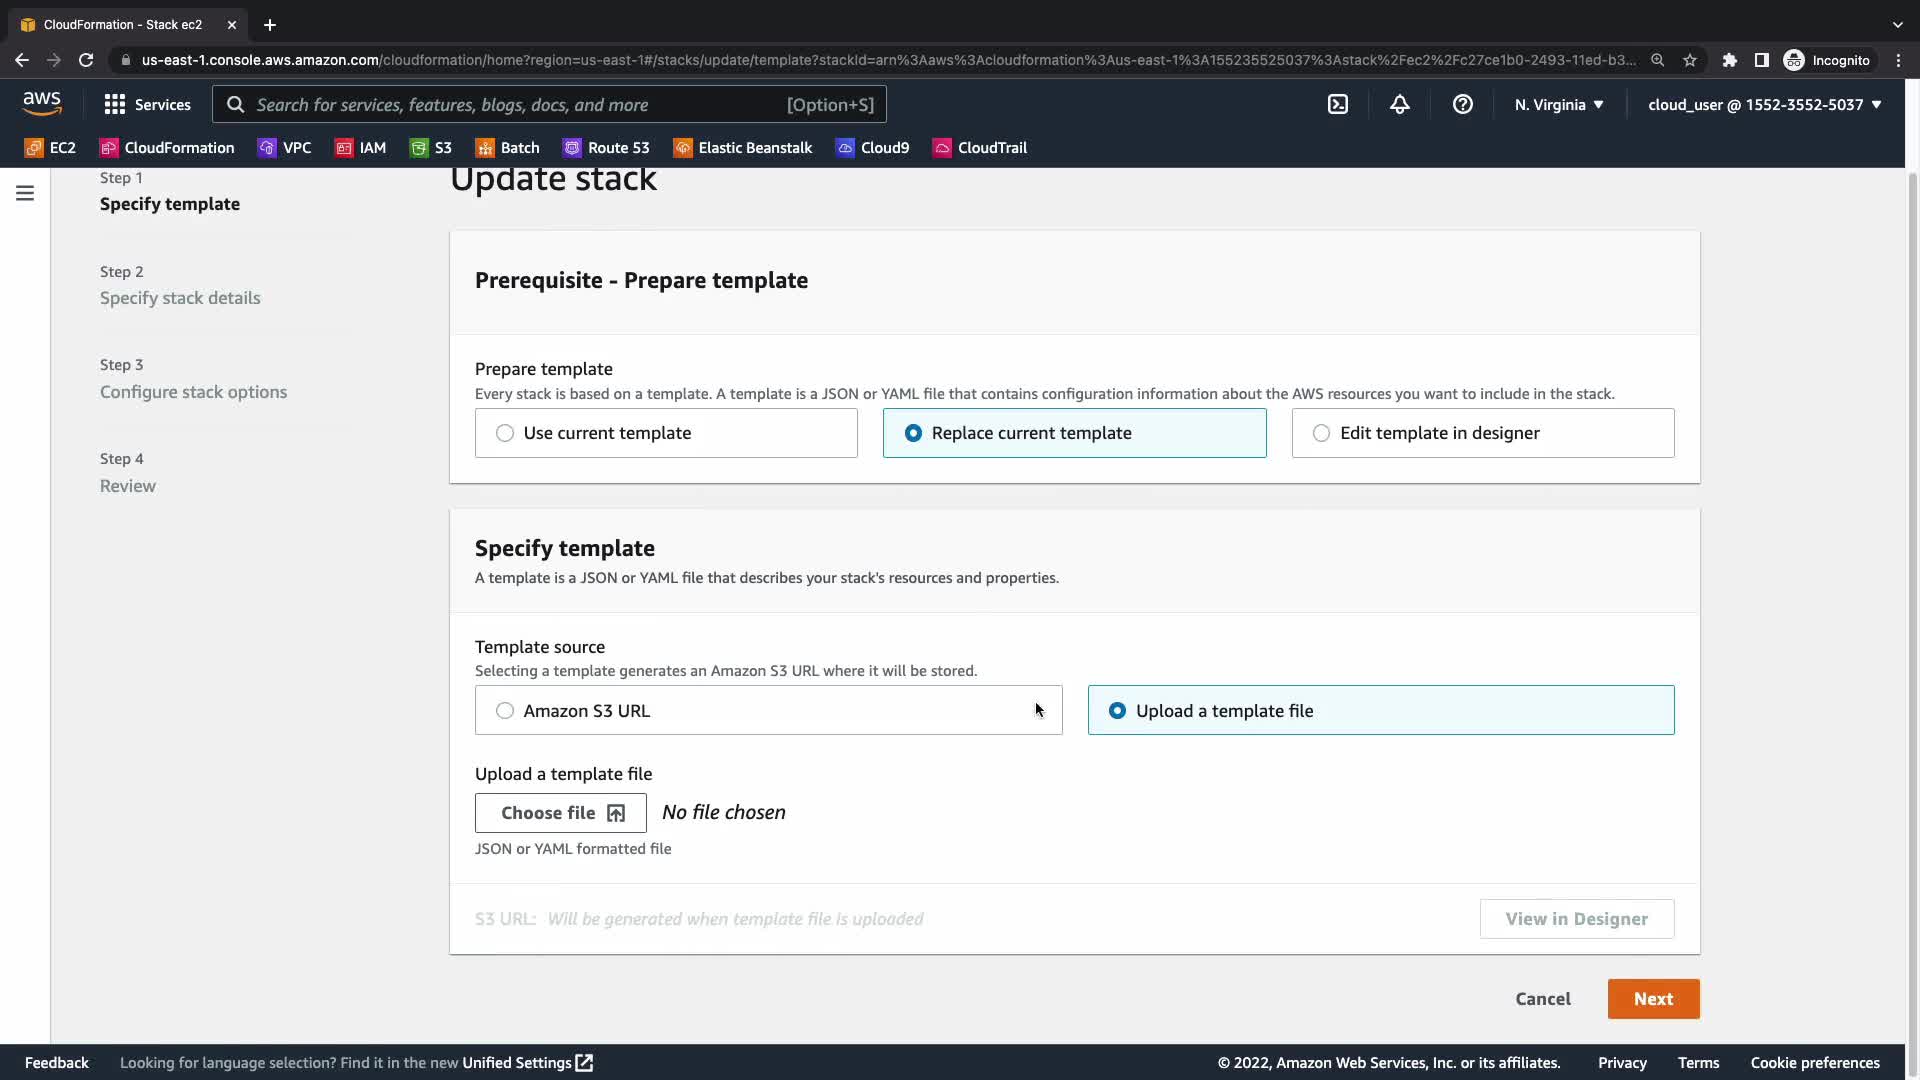 CloudFormation - Stack ec2
us-east-1.console.aws.amazon.com/cloudformation/home?region=us-east-1#/stacks/update/template?stackId=arn%3Aaws%3Acloudformation%3Aus-east-1%3A155235525037%3Astack%2Fec2%2Fc27ce1b0-2493-11ed-b3...
Incognito
aws
Services
Search for services, features, blogs, docs, and more
[Option+S]
N. Virginia
cloud_user @ 1552-3552-5037
EC2
CloudFormation
VPC
IAM
S3
Batch
Route 53
Elastic Beanstalk
Cloud9
CloudTrail
Step 1
Specify template
Step 2
Specify stack details
Step 3
Configure stack options
Step 4
Review
Update stack
Prerequisite - Prepare template
Prepare template
Every stack is based on a template. A template is a JSON or YAML file that contains configuration information about the AWS resources you want to include in the stack.
Use current template
Replace current template
Edit template in designer
Specify template
A template is a JSON or YAML file that describes your stack's resources and properties.
Template source
Selecting a template generates an Amazon S3 URL where it will be stored.
Amazon S3 URL
Upload a template file
Upload a template file
Choose file
No file chosen
JSON or YAML formatted file
S3 URL: Will be generated when template file is uploaded
View in Designer
Cancel
Next
Feedback
Looking for language selection? Find it in the new Unified Settings
© 2022, Amazon Web Services, Inc. or its affiliates.
Privacy
Terms
Cookie preferences